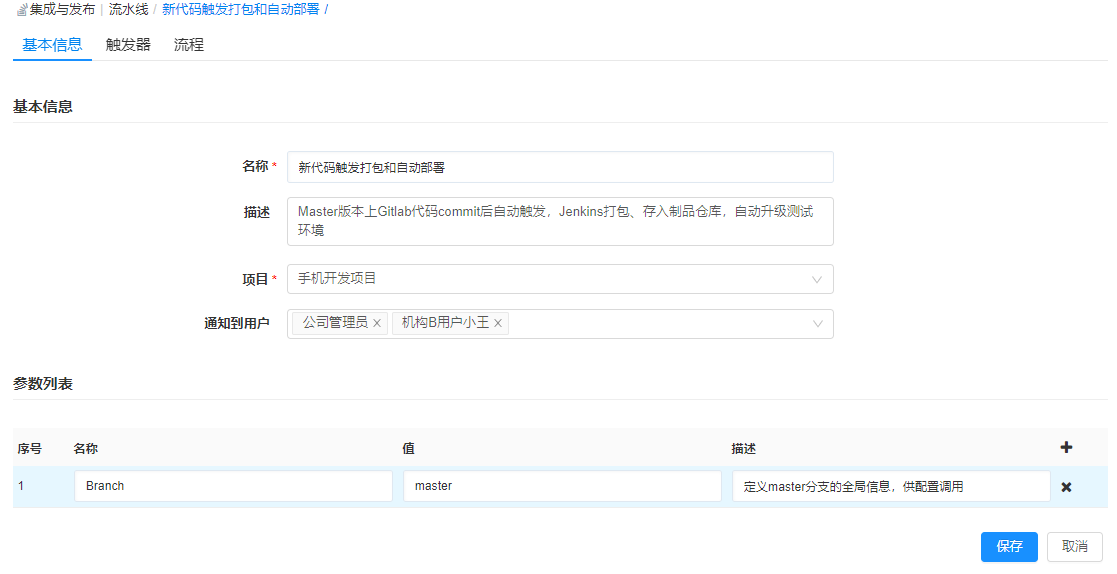 集成与发布 | 流水线 / 新代码触发打包和自动部署 /
基本信息 触发器 流程
基本信息
名称 * 新代码触发打包和自动部署
描述 Master版本上Gitlab代码commit后自动触发，Jenkins打包、存入制品仓库，自动升级测试
环境
项目 * 手机开发项目
通知到用户 公司管理员 × 机构B用户小王 ×
参数列表
序号 名称 值 描述
1 Branch master 定义master分支的全局信息，供配置调用
保存 取消